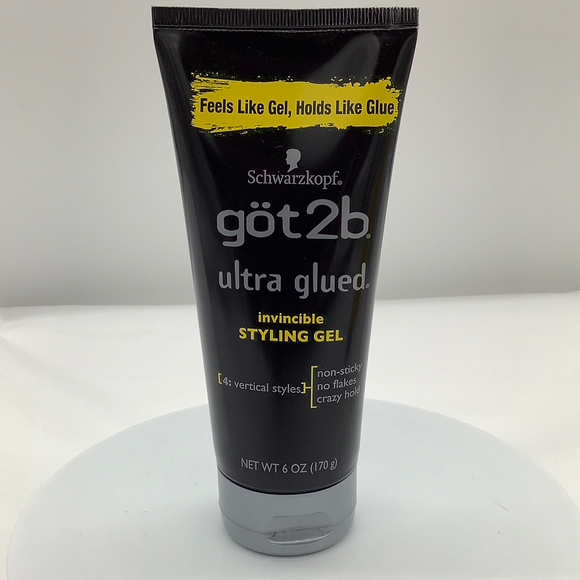 Feels Like Gel, Holds Like Glue
Schwarzkopf®
göt2b®
ultra glued®
invincible
STYLING GEL
[4: vertical styles]
non-sticky
no flakes
crazy hold
NET WT 6 OZ (170 g)